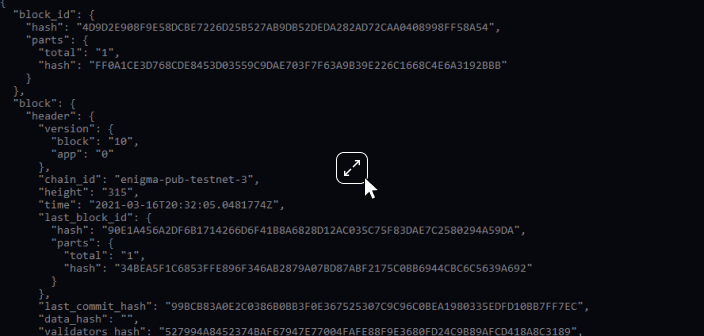 {
"block_id": {
"hash": "4D9D2E908F9E58DCBE7226D25B527AB9DB52DEDA282AD72CAA0408998FF58A54",
"parts": {
"total": "1",
"hash": "FF0A1CE3D768CDE8453D03559C9DAE703F7F63A9B39E226C1668C4E6A3192BBB"
}
},
"block": {
"header": {
"version": {
"block": "10",
"app": "0"
},
"chain_id": "enigma-pub-testnet-3",
"height": "315",
"time": "2021-03-16T20:32:05.0481774Z",
"last_block_id": {
"hash": "90E1A456A2DF6B1714266D6F41B8A6828D12AC035C75F83DAE7C2580294A59DA",
"parts": {
"total": "1",
"hash": "34BEA5F1C6853FFE896F346AB2879A07BD87ABF2175C0BB6944CBC6C5639A692"
}
},
"last_commit_hash": "99BCB83A0E2C0386B0BB3F0E367525307C9C96C0BEA1980335EDFD10BB7FF7EC",
"data_hash": "",
"validators_hash": "527994A8452374BAF67947E77004FAFE88F9E3680FD24C9B89AFCD418A8C3189",